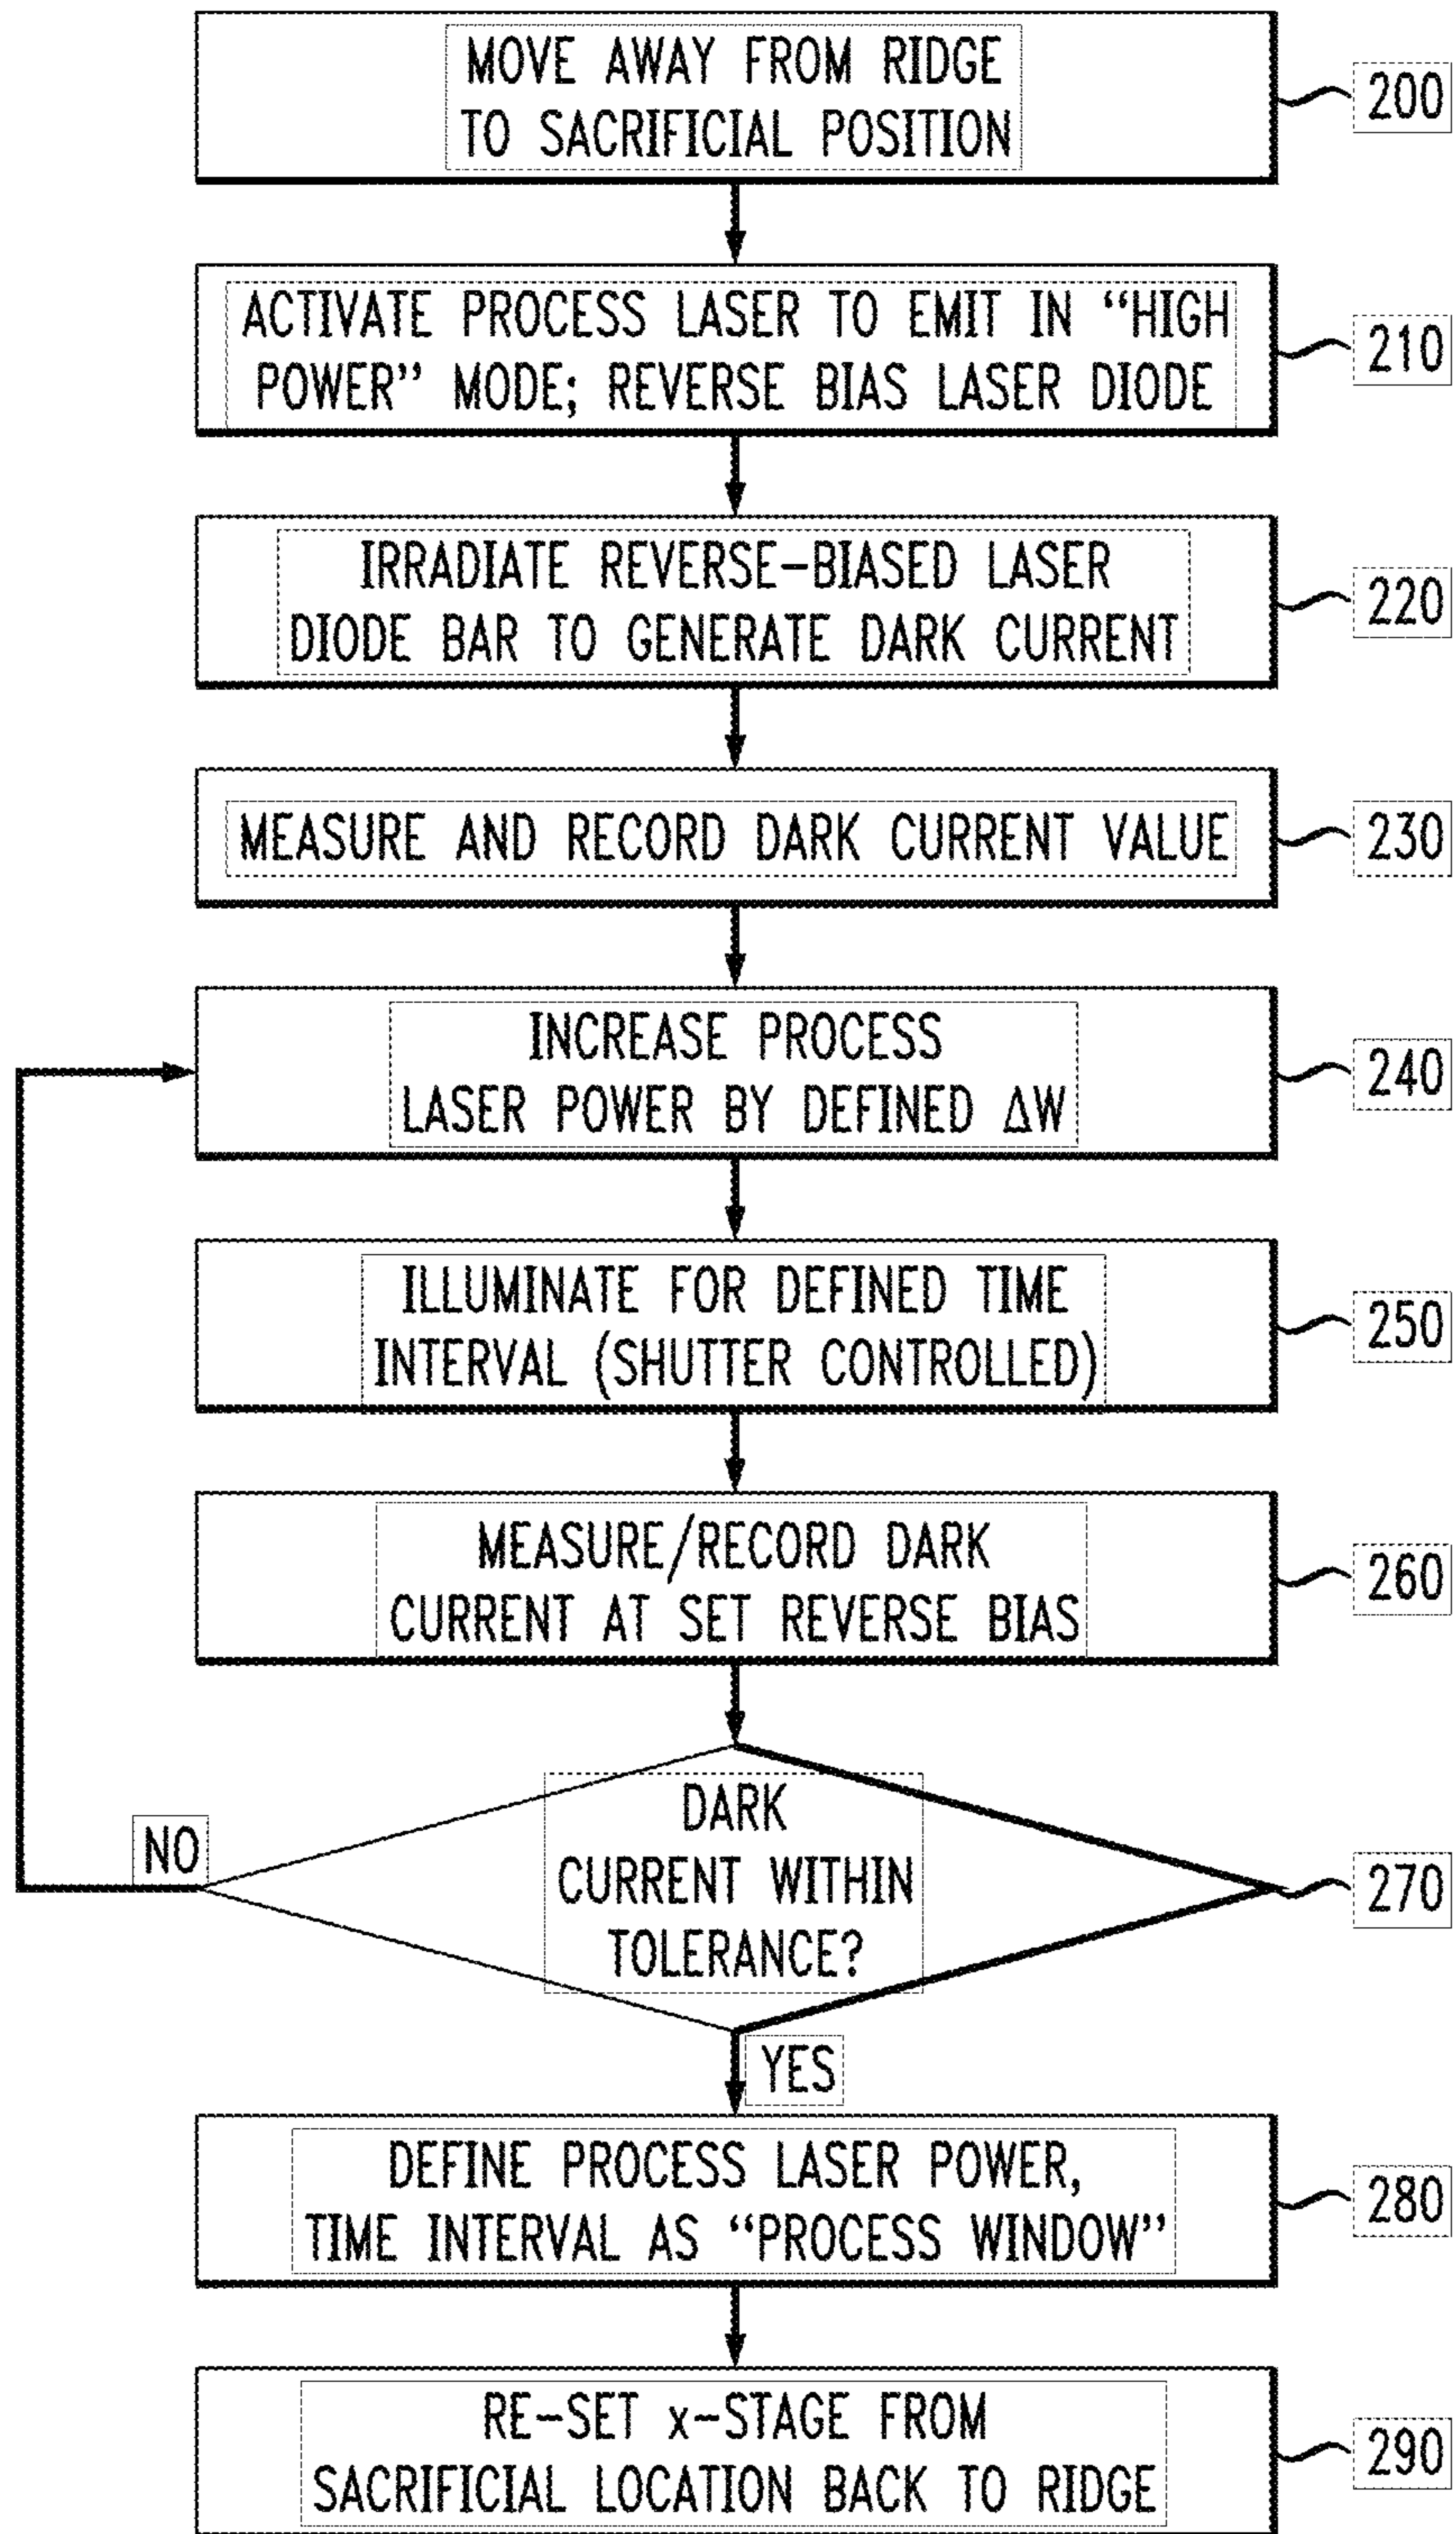 MOVE AWAY FROM RIDGE
TO SACRIFICIAL POSITION
200
ACTIVATE PROCESS LASER TO EMIT IN “HIGH
POWER” MODE; REVERSE BIAS LASER DIODE
210
IRRADIATE REVERSE-BIASED LASER
DIODE BAR TO GENERATE DARK CURRENT
220
MEASURE AND RECORD DARK CURRENT VALUE
230
INCREASE PROCESS
LASER POWER BY DEFINED ΔW
240
ILLUMINATE FOR DEFINED TIME
INTERVAL (SHUTTER CONTROLLED)
250
MEASURE/RECORD DARK
CURRENT AT SET REVERSE BIAS
260
DARK
CURRENT WITHIN
TOLERANCE?
270
NO
YES
DEFINE PROCESS LASER POWER,
TIME INTERVAL AS “PROCESS WINDOW”
280
RE-SET x-STAGE FROM
SACRIFICIAL LOCATION BACK TO RIDGE
290